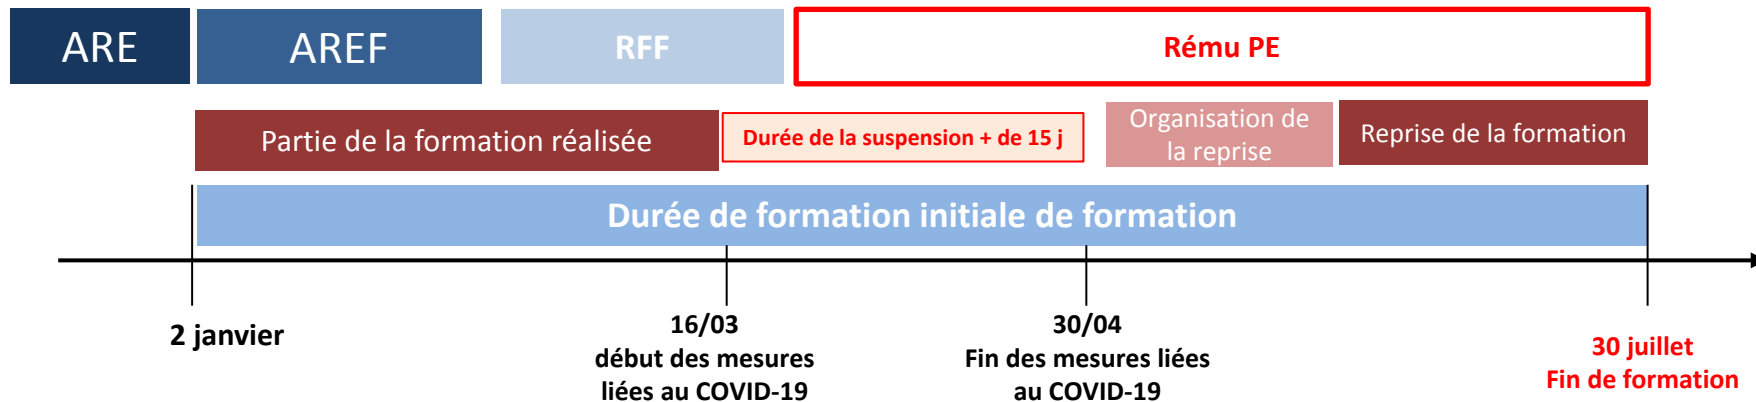 ARE
AREF
RFF
Rému PE
Partie de la formation réalisée
Durée de la suspension + de 15 j
Organisation de
la reprise
Reprise de la formation
Durée de formation initiale de formation
2 janvier
16/03
début des mesures
liées au COVID-19
30/04
Fin des mesures liées
au COVID-19
30 juillet
Fin de formation